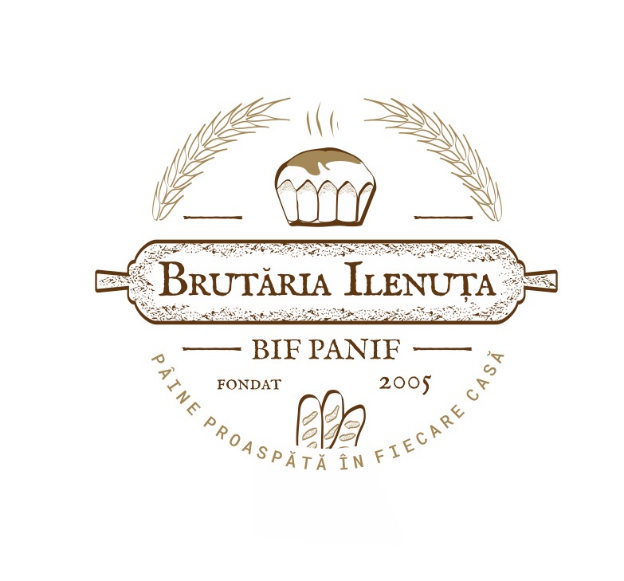 Brutăria Ilenuța
BIF PANIF
FONDAT 2005
PÂINE PROASPĂTĂ ÎN FIECARE CASĂ